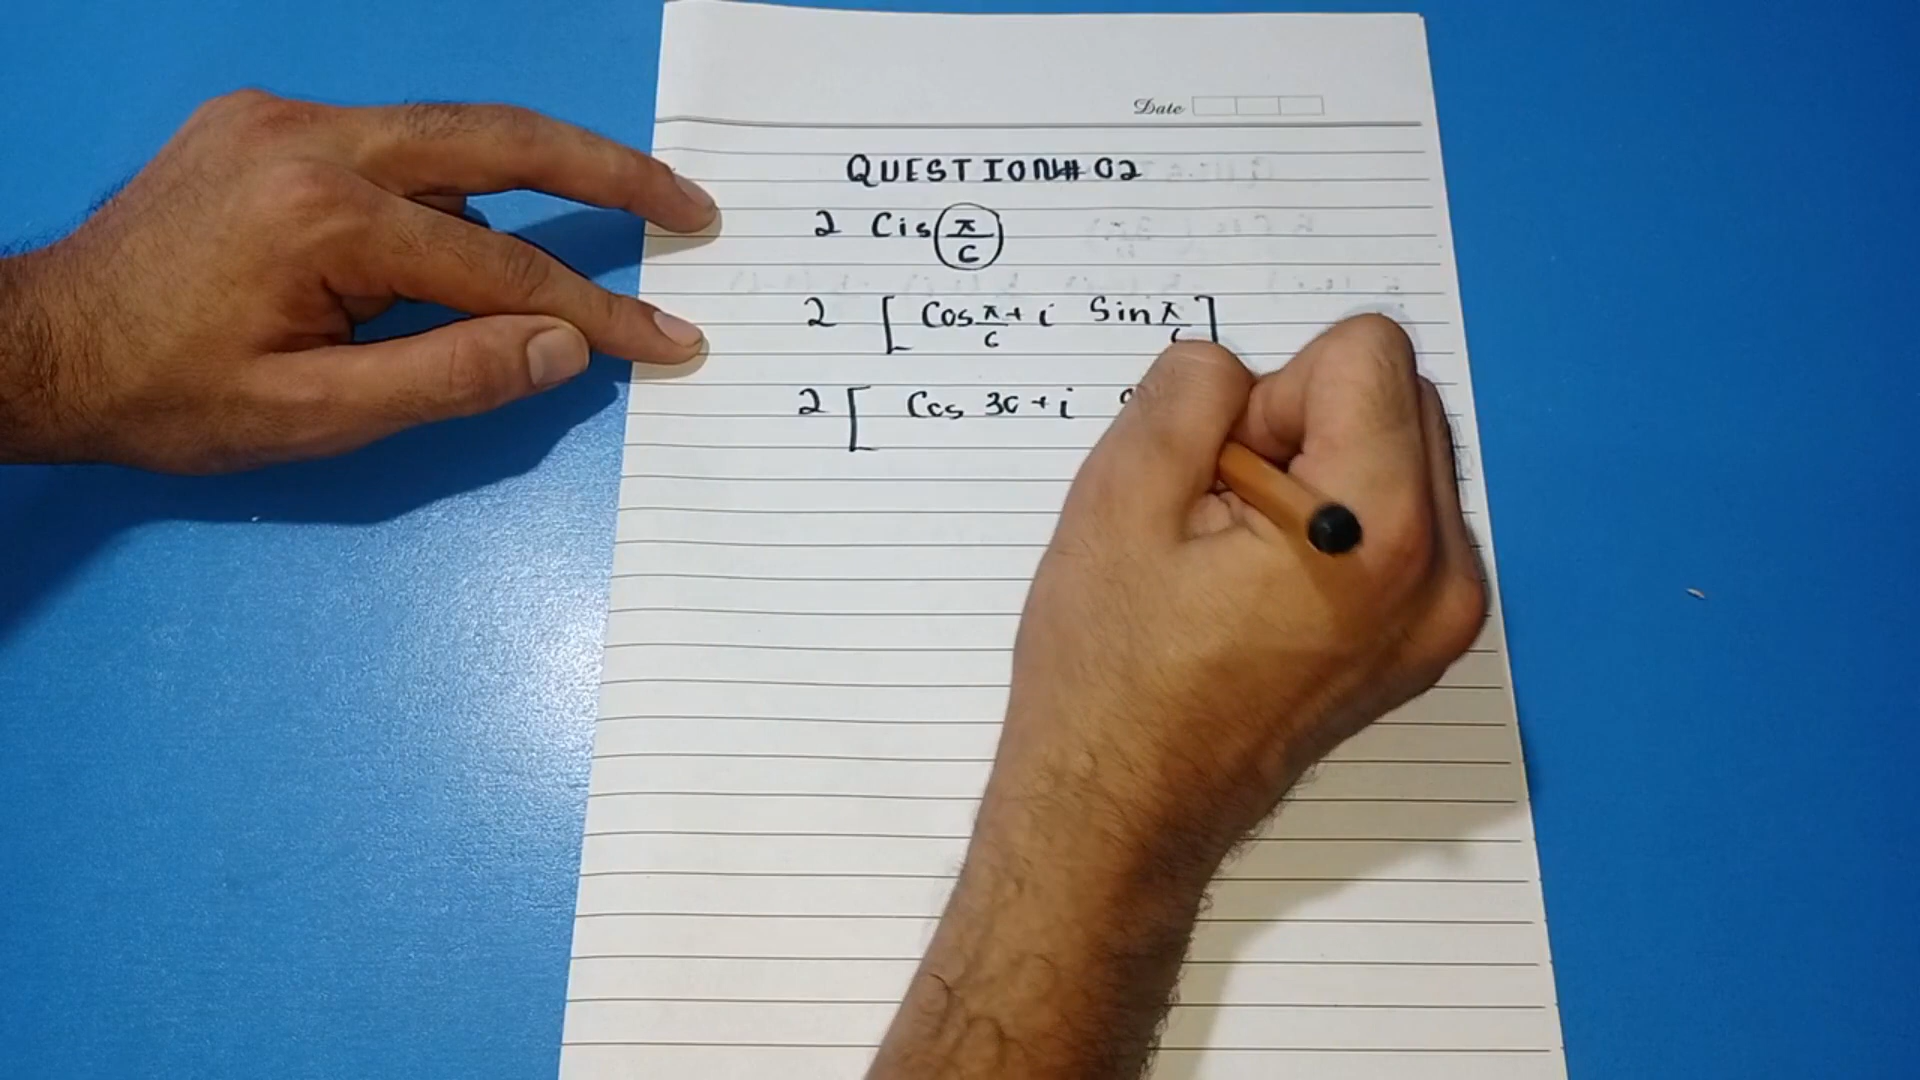 Date
QUESTION# 02
2 Cis (π/6)
2 [ Cos π/6 + i Sin π/6 ]
2 [ Cos 30 + i